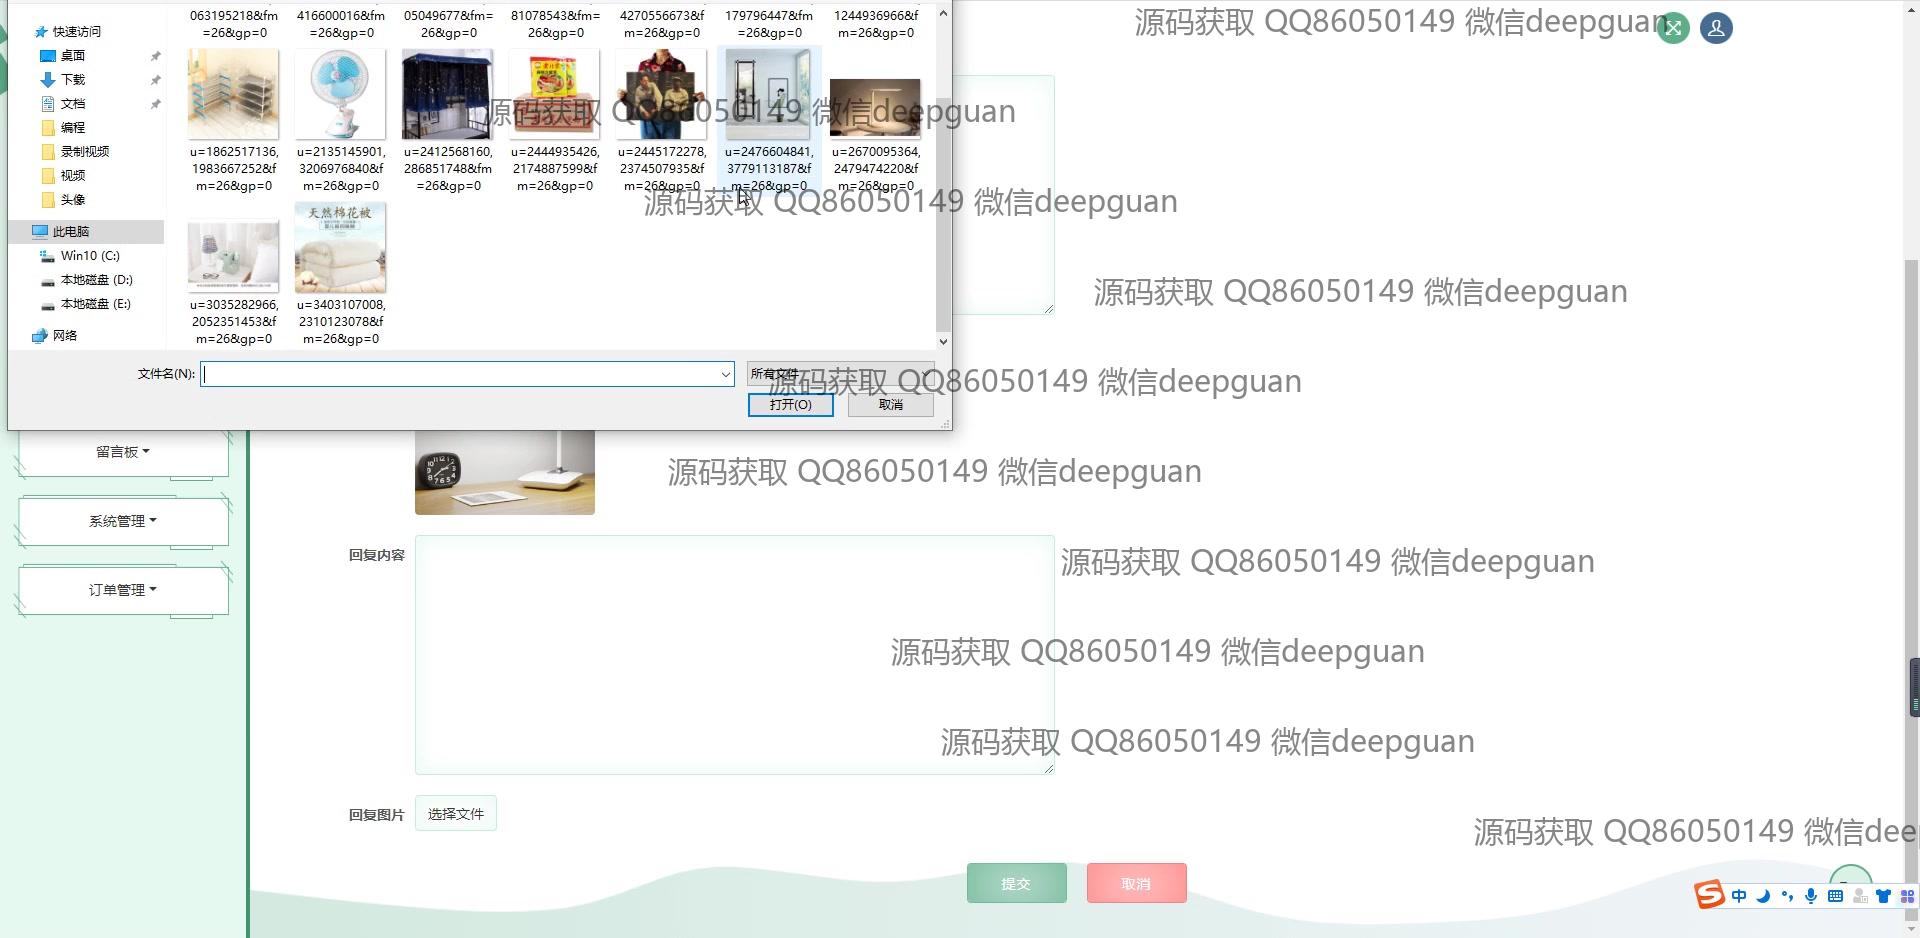 063195218&fm
=26&gp=0
416600016&fm
=26&gp=0
05049677&fm=
26&gp=0
81078543&fm=
26&gp=0
4270556673&f
m=26&gp=0
179796447&fm
=26&gp=0
1244936966&f
m=26&gp=0
源码获取 QQ86050149 微信deepguan
快速访问
桌面
下载
文档
编程
录制视频
视频
头像
此电脑
Win10 (C:)
本地磁盘 (D:)
本地磁盘 (E:)
网络
源码获取 QQ86050149 微信deepguan
u=1862517136,
1983667252&f
m=26&gp=0
u=2135145901,
3206976840&f
m=26&gp=0
u=2412568160,
286851748&fm
=26&gp=0
u=2444935426,
2174887599&f
m=26&gp=0
u=2445172278,
2374507935&f
m=26&gp=0
u=2476604841,
3779113187&f
m=26&gp=0
u=2670095364,
2479474220&f
m=26&gp=0
源码获取 QQ86050149 微信deepguan
天然棉花被
u=3035282966,
2052351453&f
m=26&gp=0
u=3403107008,
2310123078&f
m=26&gp=0
源码获取 QQ86050149 微信deepguan
文件名(N):
所有文件
源码获取 QQ86050149 微信deepguan
打开(O)
取消
留言板
源码获取 QQ86050149 微信deepguan
系统管理
回复内容
源码获取 QQ86050149 微信deepguan
订单管理
源码获取 QQ86050149 微信deepguan
源码获取 QQ86050149 微信deepguan
回复图片
选择文件
源码获取 QQ86050149 微信dee
提交
取消
中